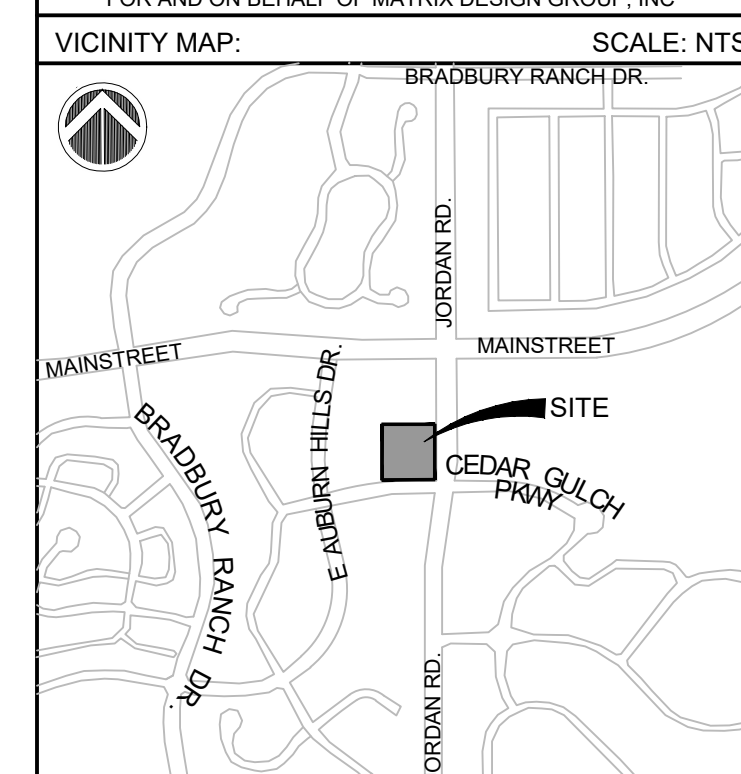 FOR AND ON BEHALF OF MATRIX DESIGN GROUP, INC
VICINITY MAP: SCALE: NTS
BRADBURY RANCH DR.
JORDAN RD.
MAINSTREET
MAINSTREET
E AUBURN HILLS DR.
SITE
BRADBURY RANCH DR.
CEDAR GULCH
PKWY
JORDAN RD.